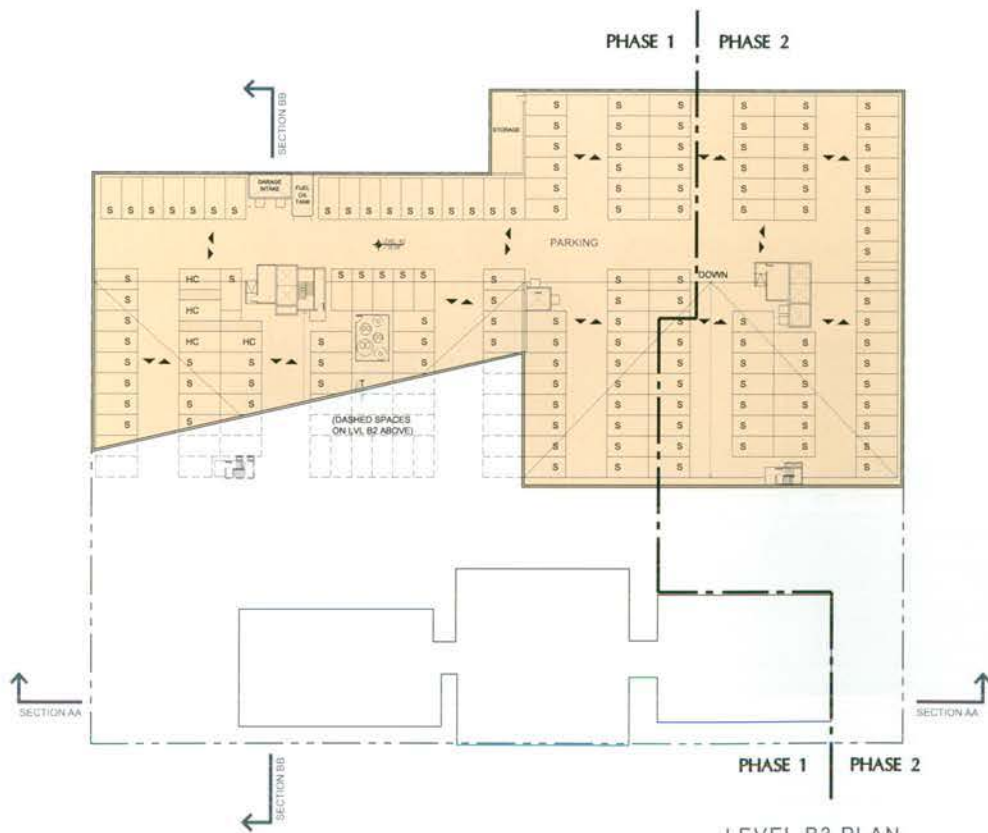 PHASE 1 PHASE 2
SECTION BB
STORAGE
S S S S S
S S S S S
S S S S S
GARAGE
INTAKE
FUEL
OIL
TANK
S S S S S
S S S S S
S S S S S S S S S S S S S S S S S S S S S S
S
PARKING
S
S HC S S S S S S S S S S DOWN S
S S S S
HC
S S S S S S S
S HC HC S S S S S S S S
S S S S S S S S S S
S S S T S S S S S
S S S S S S S S
(DASHED SPACES
ON LVL B2 ABOVE)
S S S S S
S S S S S
S S S S S
SECTION AA
SECTION AA
SECTION BB
PHASE 1 PHASE 2
LEVEL B3 PLAN